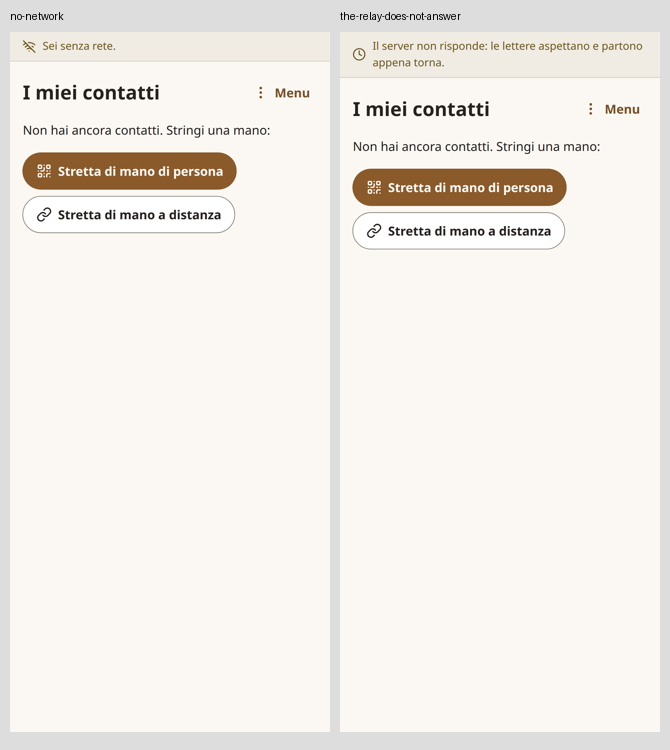 no-network
Sei senza rete.
I miei contatti
Menu
Non hai ancora contatti. Stringi una mano:
Stretta di mano di persona
Stretta di mano a distanza
the-relay-does-not-answer
Il server non risponde: le lettere aspettano e partono
appena torna.
I miei contatti
Menu
Non hai ancora contatti. Stringi una mano:
Stretta di mano di persona
Stretta di mano a distanza